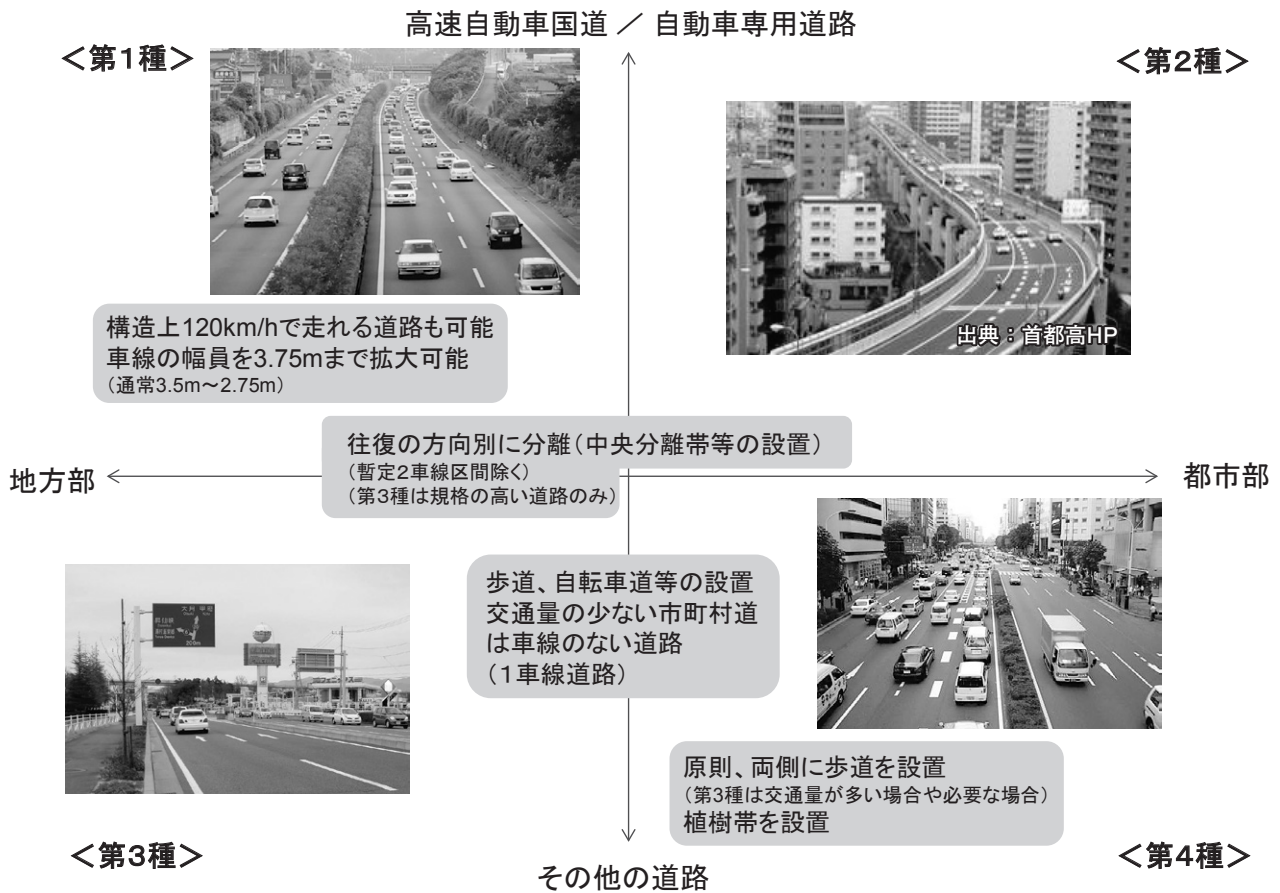 高速自動車国道 ／ 自動車専用道路
＜第1種＞
＜第2種＞
出典：首都高HP
構造上120km/hで走れる道路も可能
車線の幅員を3.75mまで拡大可能
（通常3.5m～2.75m）
往復の方向別に分離（中央分離帯等の設置）
（暫定2車線区間除く）
（第3種は規格の高い道路のみ）
地方部
都市部
歩道、自転車道等の設置
交通量の少ない市町村道
は車線のない道路
（1車線道路）
原則、両側に歩道を設置
（第3種は交通量が多い場合や必要な場合）
植樹帯を設置
＜第3種＞
＜第4種＞
その他の道路